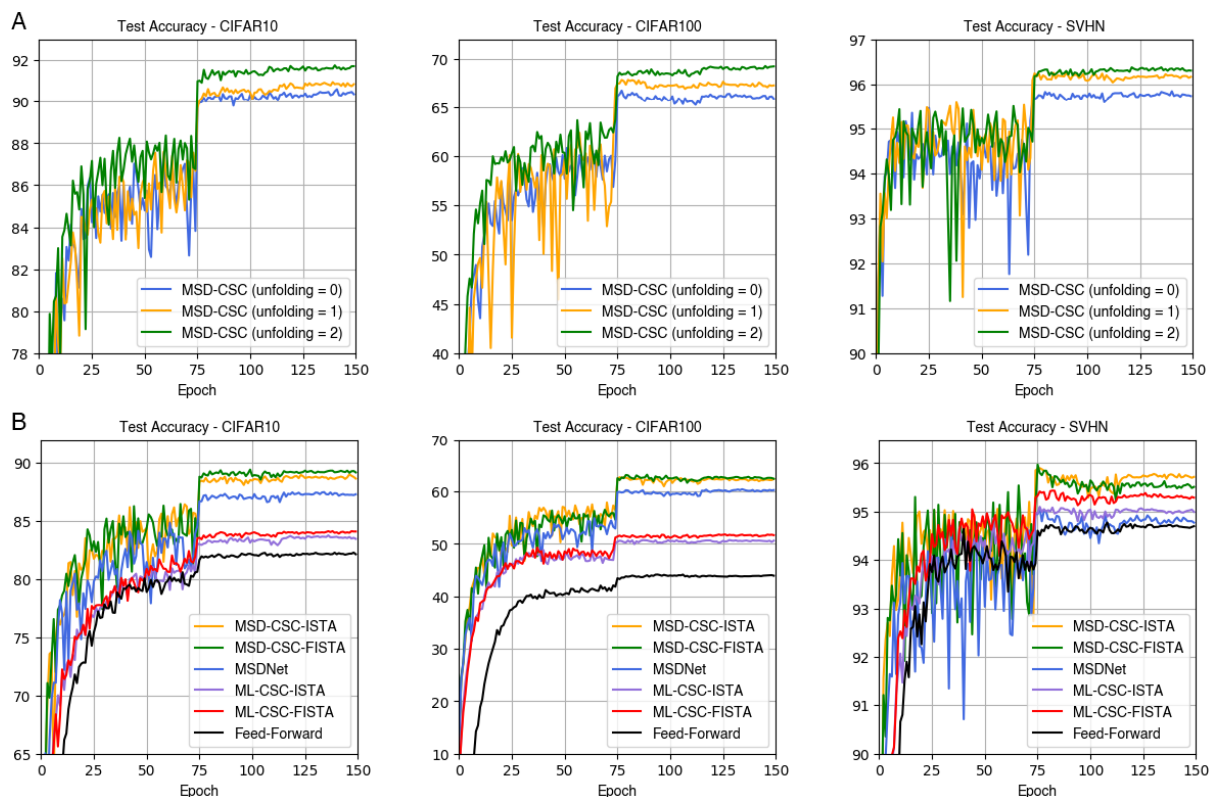 A
Test Accuracy - CIFAR10
92
90
88
86
84
82
80
78
0 25 50 75 100 125 150
Epoch
MSD-CSC (unfolding = 0)
MSD-CSC (unfolding = 1)
MSD-CSC (unfolding = 2)
Test Accuracy - CIFAR100
70
65
60
55
50
45
40
0 25 50 75 100 125 150
Epoch
MSD-CSC (unfolding = 0)
MSD-CSC (unfolding = 1)
MSD-CSC (unfolding = 2)
Test Accuracy - SVHN
97
96
95
94
93
92
91
90
0 25 50 75 100 125 150
Epoch
MSD-CSC (unfolding = 0)
MSD-CSC (unfolding = 1)
MSD-CSC (unfolding = 2)
B
Test Accuracy - CIFAR10
90
85
80
75
70
65
0 25 50 75 100 125 150
Epoch
MSD-CSC-ISTA
MSD-CSC-FISTA
MSDNet
ML-CSC-ISTA
ML-CSC-FISTA
Feed-Forward
Test Accuracy - CIFAR100
70
60
50
40
30
20
10
0 25 50 75 100 125 150
Epoch
MSD-CSC-ISTA
MSD-CSC-FISTA
MSDNet
ML-CSC-ISTA
ML-CSC-FISTA
Feed-Forward
Test Accuracy - SVHN
96
95
94
93
92
91
90
0 25 50 75 100 125 150
Epoch
MSD-CSC-ISTA
MSD-CSC-FISTA
MSDNet
ML-CSC-ISTA
ML-CSC-FISTA
Feed-Forward